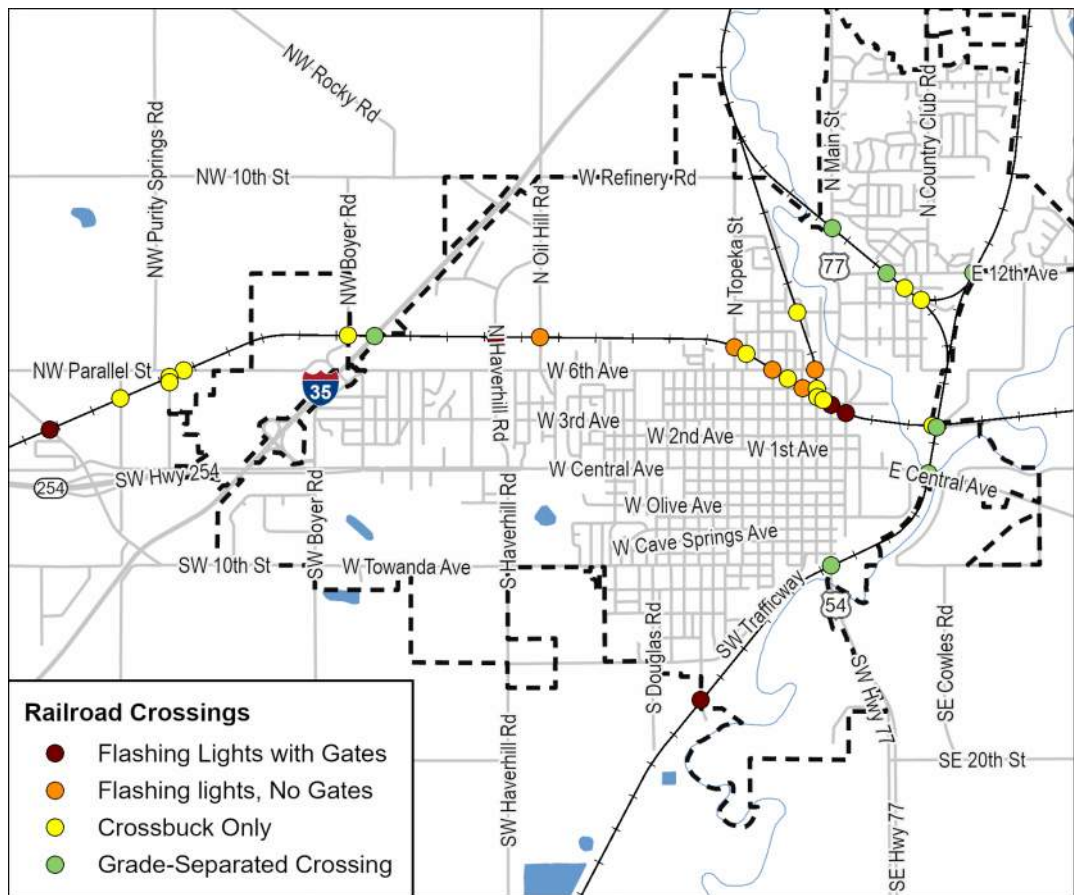 NW Rocky Rd
NW Purity Springs Rd
NW 10th St
NW Boyer Rd
N Oil Hill Rd
W Refinery Rd
N Topeka St
N Main St
N Country Club Rd
77
E 12th Ave
NW Parallel St
35
N Haverhill Rd
W 6th Ave
W 3rd Ave
W 2nd Ave
W 1st Ave
SW Hwy 254
254
W Central Ave
E Central Ave
SW Boyer Rd
S Haverhill Rd
W Olive Ave
W Cave Springs Ave
SW 10th St
W Towanda Ave
54
S Douglas Rd
SW Trafficway
SW Hwy 77
SE Cowles Rd
SW Haverhill Rd
SE Hwy 77
SE 20th St
Railroad Crossings
Flashing Lights with Gates
Flashing lights, No Gates
Crossbuck Only
Grade-Separated Crossing